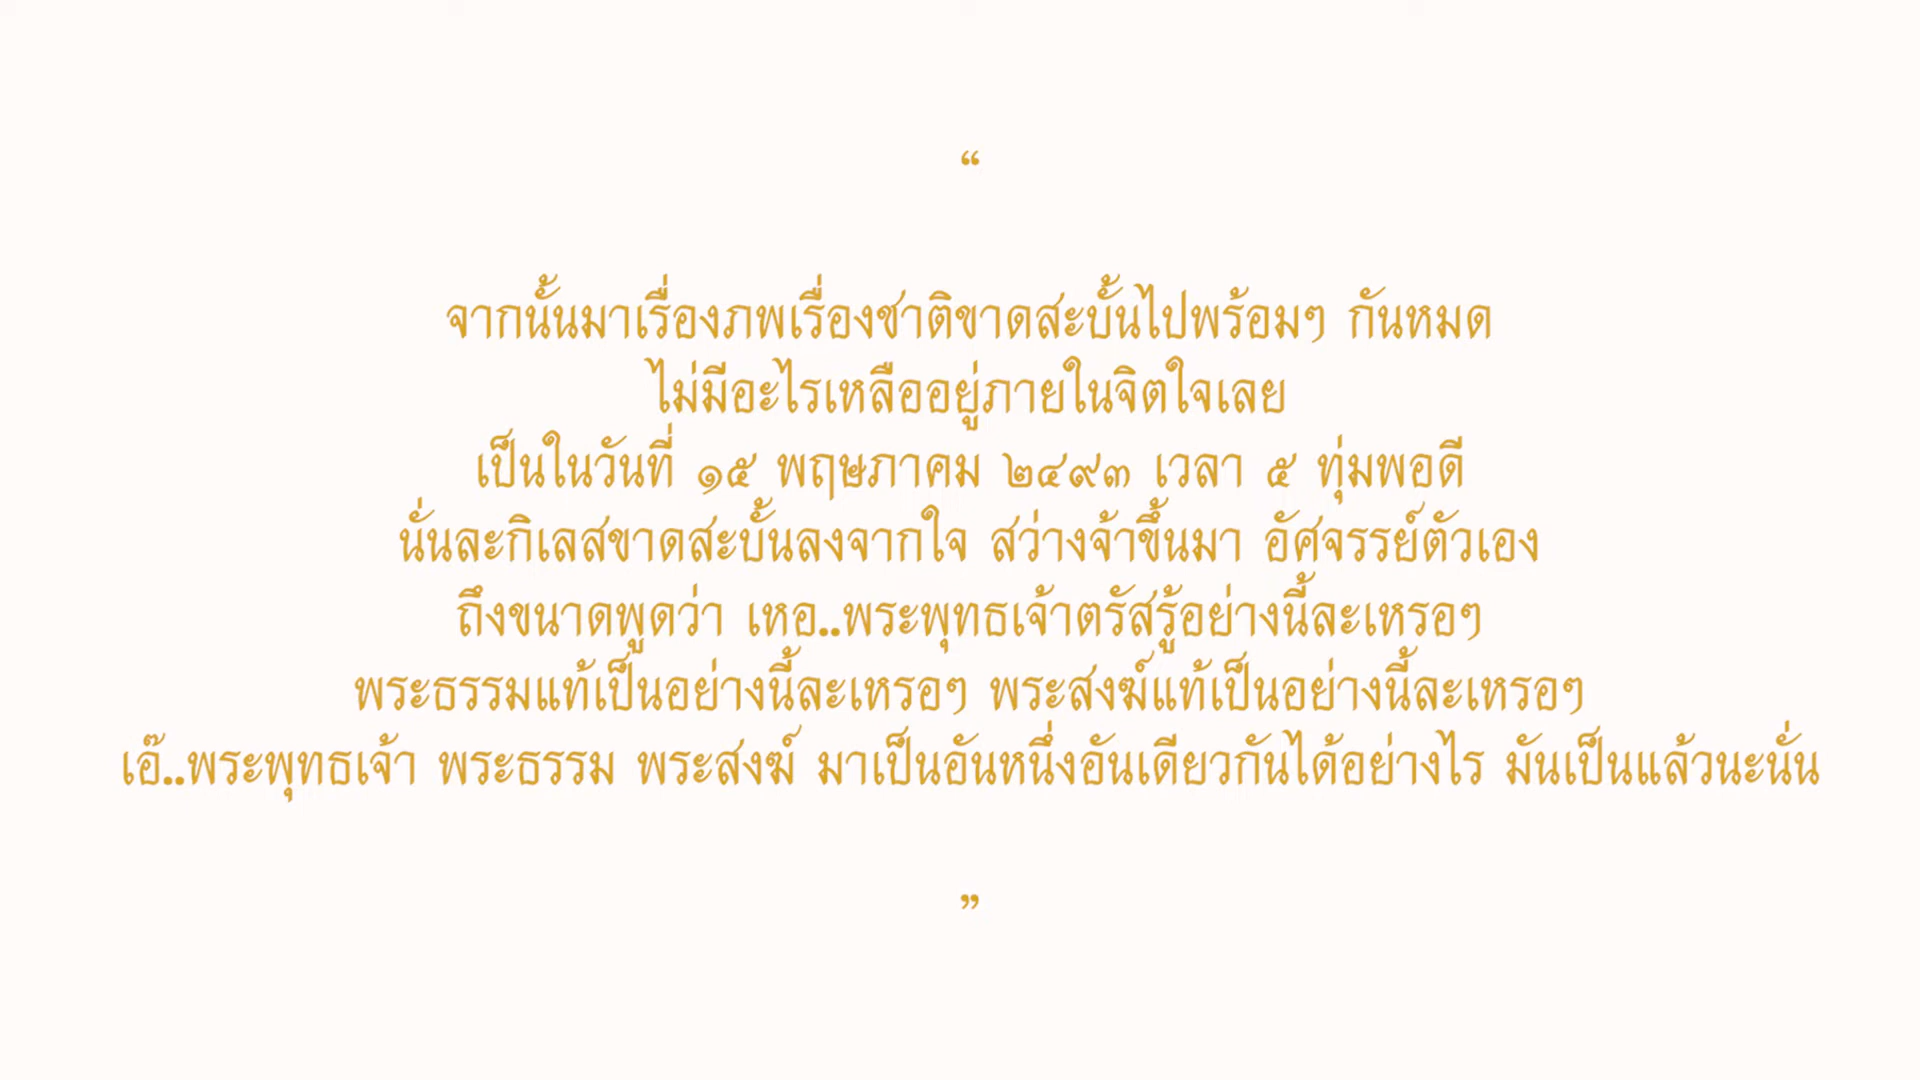 “
จากนั้นมาเรื่องภพเรื่องชาติขาดสะบั้นไปพร้อมๆ กันหมด
ไม่มีอะไรเหลืออยู่ภายในจิตใจเลย
เป็นในวันที่ ๑๕ พฤษภาคม ๒๔๙๓ เวลา ๕ ทุ่มพอดี
นั่นละกิเลสขาดสะบั้นลงจากใจ สว่างจ้าขึ้นมา อัศจรรย์ตัวเอง
ถึงขนาดพูดว่า เหอ..พระพุทธเจ้าตรัสรู้อย่างนี้ละเหรอๆ
พระธรรมแท้เป็นอย่างนี้ละเหรอๆ พระสงฆ์แท้เป็นอย่างนี้ละเหรอๆ
เอ๊..พระพุทธเจ้า พระธรรม พระสงฆ์ มาเป็นอันหนึ่งอันเดียวกันได้อย่างไร มันเป็นแล้วนะนั่น
”